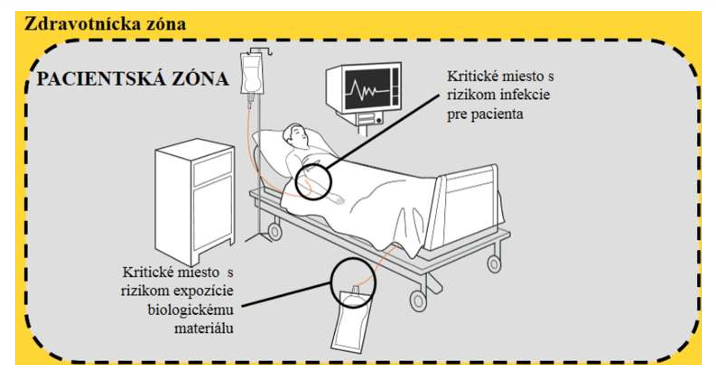 Zdravotnícka zóna
PACIENTSKÁ ZÓNA
Kritické miesto s
rizikom infekcie
pre pacienta
Kritické miesto s
rizikom expozície
biologickému
materiálu